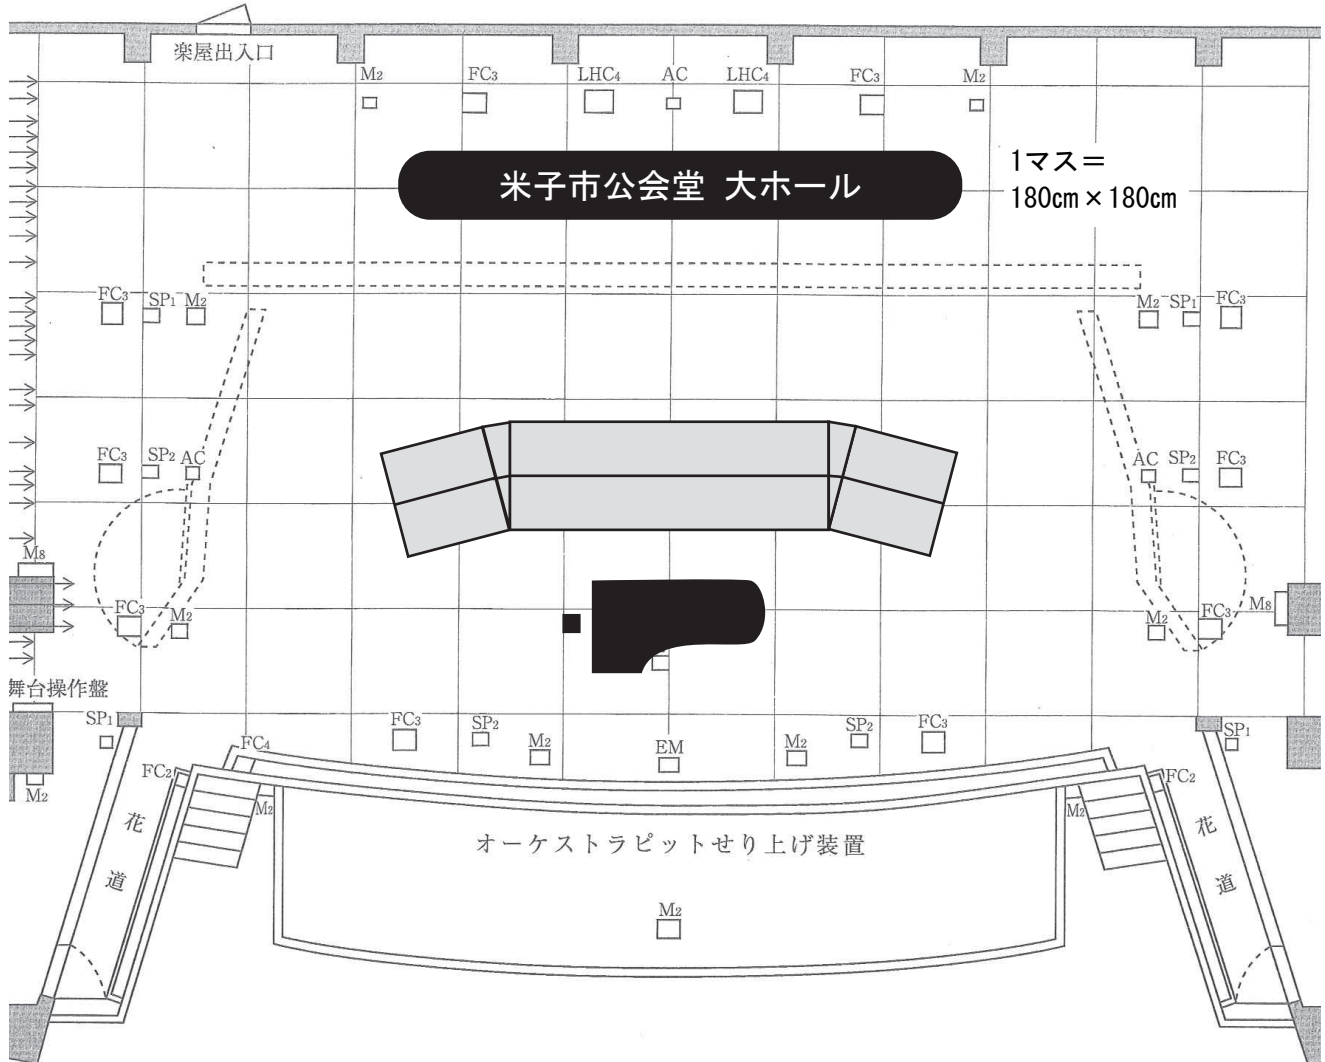 楽屋出入口
M2 FC3 LHC4 AC LHC4 FC3 M2
米子市公会堂 大ホール
1マス＝
180cm×180cm
FC3 SP1 M2
M2 SP1 FC3
FC3 SP2 AC
AC SP2 FC3
M8
FC3 M2
M2 FC3 M8
舞台操作盤
SP1 FC3 SP2 M2 EM M2 SP2 FC3 SP1
FC4
FC2
FC2
M2
M2
M2
花道
花道
オーケストラピットせり上げ装置
M2